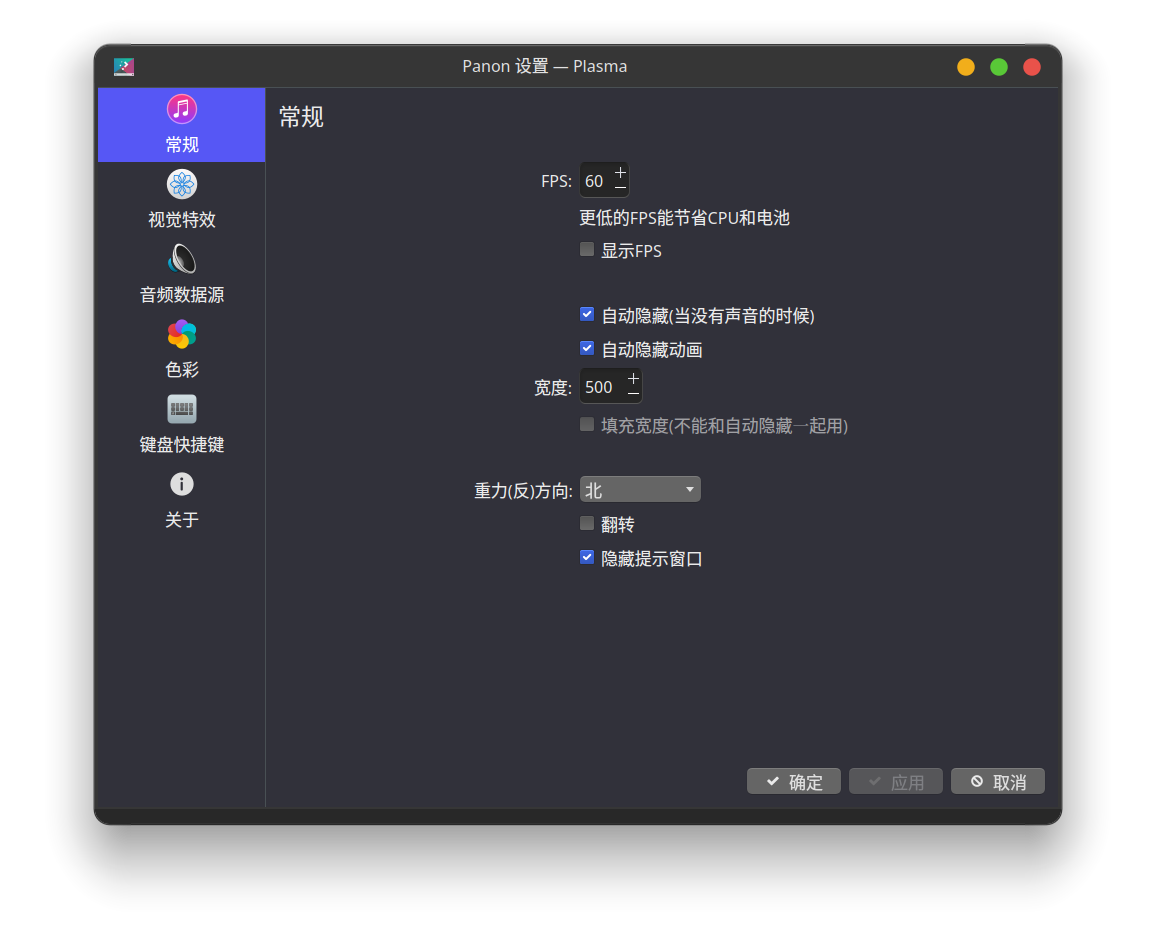 Panon 设置 — Plasma
常规
视觉特效
音频数据源
色彩
键盘快捷键
关于
常规
FPS: 60
更低的FPS能节省CPU和电池
显示FPS
自动隐藏(当没有声音的时候)
自动隐藏动画
宽度: 500
填充宽度(不能和自动隐藏一起用)
重力(反)方向: 北
翻转
隐藏提示窗口
确定 应用 取消